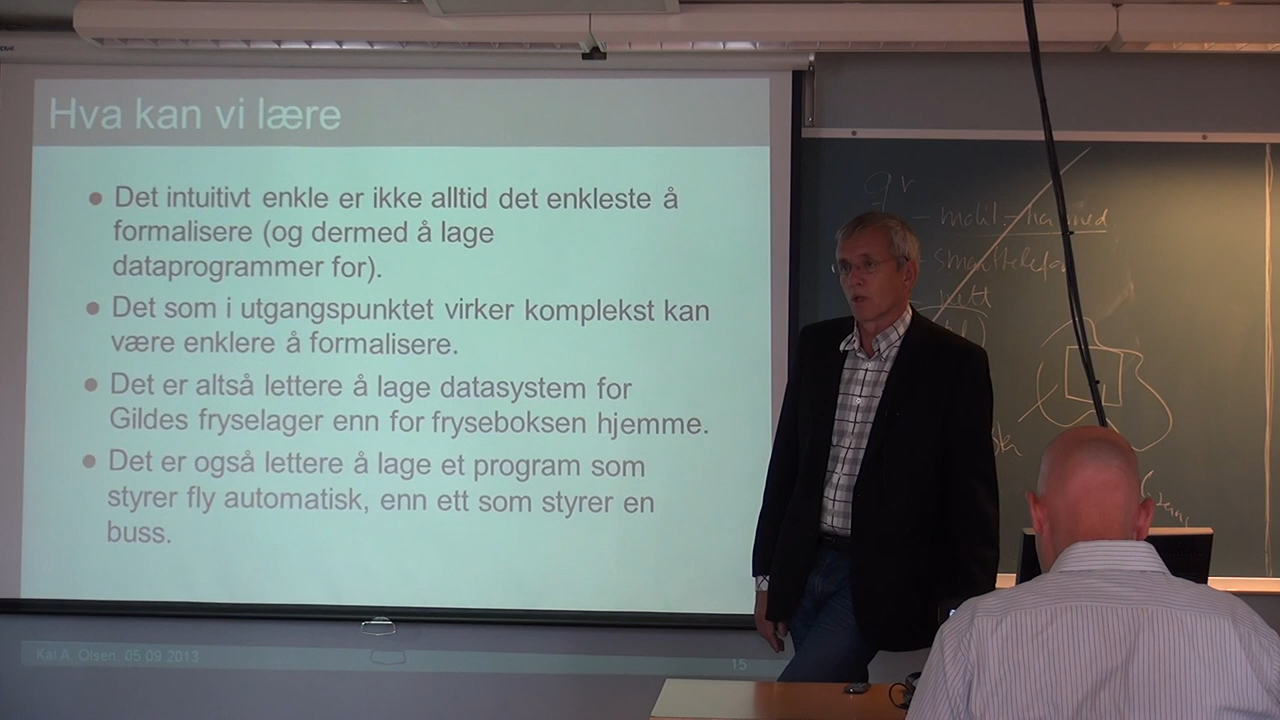 Hva kan vi lære
• Det intuitivt enkle er ikke alltid det enkleste å
formalisere (og dermed å lage
dataprogrammer for).
• Det som i utgangspunktet virker komplekst kan
være enklere å formalisere.
• Det er altså lettere å lage datasystem for
Gildes fryselager enn for fryseboksen hjemme.
• Det er også lettere å lage et program som
styrer fly automatisk, enn ett som styrer en
buss.
Kai A. Olsen, 05.09.2013
15
- smarttelefon
- nett